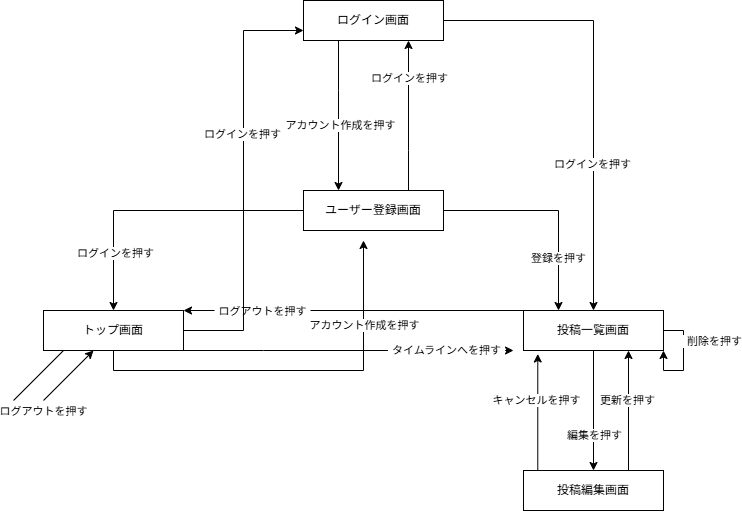 ログイン画面
ログインを押す
アカウント作成を押す
ログインを押す
ログインを押す
ユーザー登録画面
ログインを押す
登録を押す
ログアウトを押す
アカウント作成を押す
トップ画面
投稿一覧画面
削除を押す
タイムラインへを押す
キャンセルを押す
更新を押す
ログアウトを押す
編集を押す
投稿編集画面